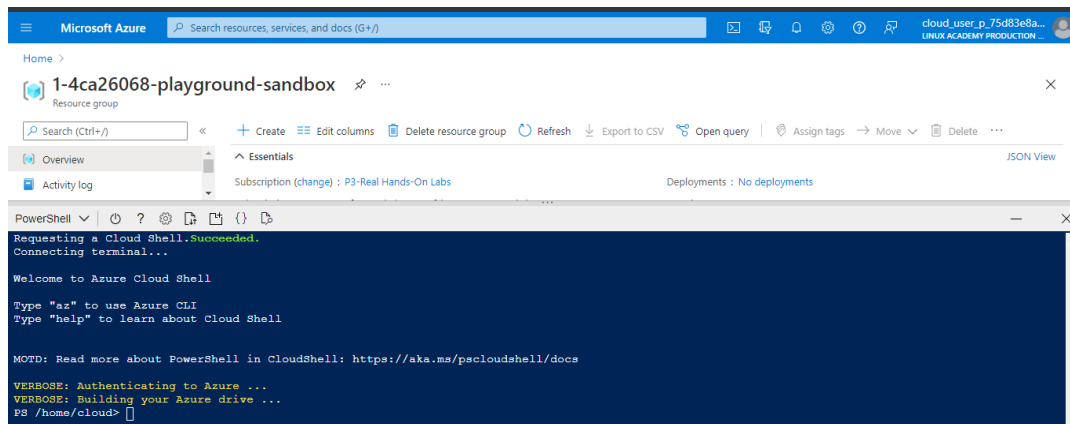 Microsoft Azure
Search resources, services, and docs (G+/)
cloud_user_p_75d83e8a...
LINUX ACADEMY PRODUCTION ...
Home >
1-4ca26068-playground-sandbox ...
Resource group
Search (Ctrl+/) « + Create Edit columns Delete resource group Refresh Export to CSV Open query Assign tags Move Delete ...
Overview
Activity log
Essentials JSON View
Subscription (change) : P3-Real Hands-On Labs Deployments : No deployments
PowerShell ? {}
Requesting a Cloud Shell.Succeeded.
Connecting terminal...
Welcome to Azure Cloud Shell
Type "az" to use Azure CLI
Type "help" to learn about Cloud Shell
MOTD: Read more about PowerShell in CloudShell: https://aka.ms/pscloudshell/docs
VERBOSE: Authenticating to Azure ...
VERBOSE: Building your Azure drive ...
PS /home/cloud>